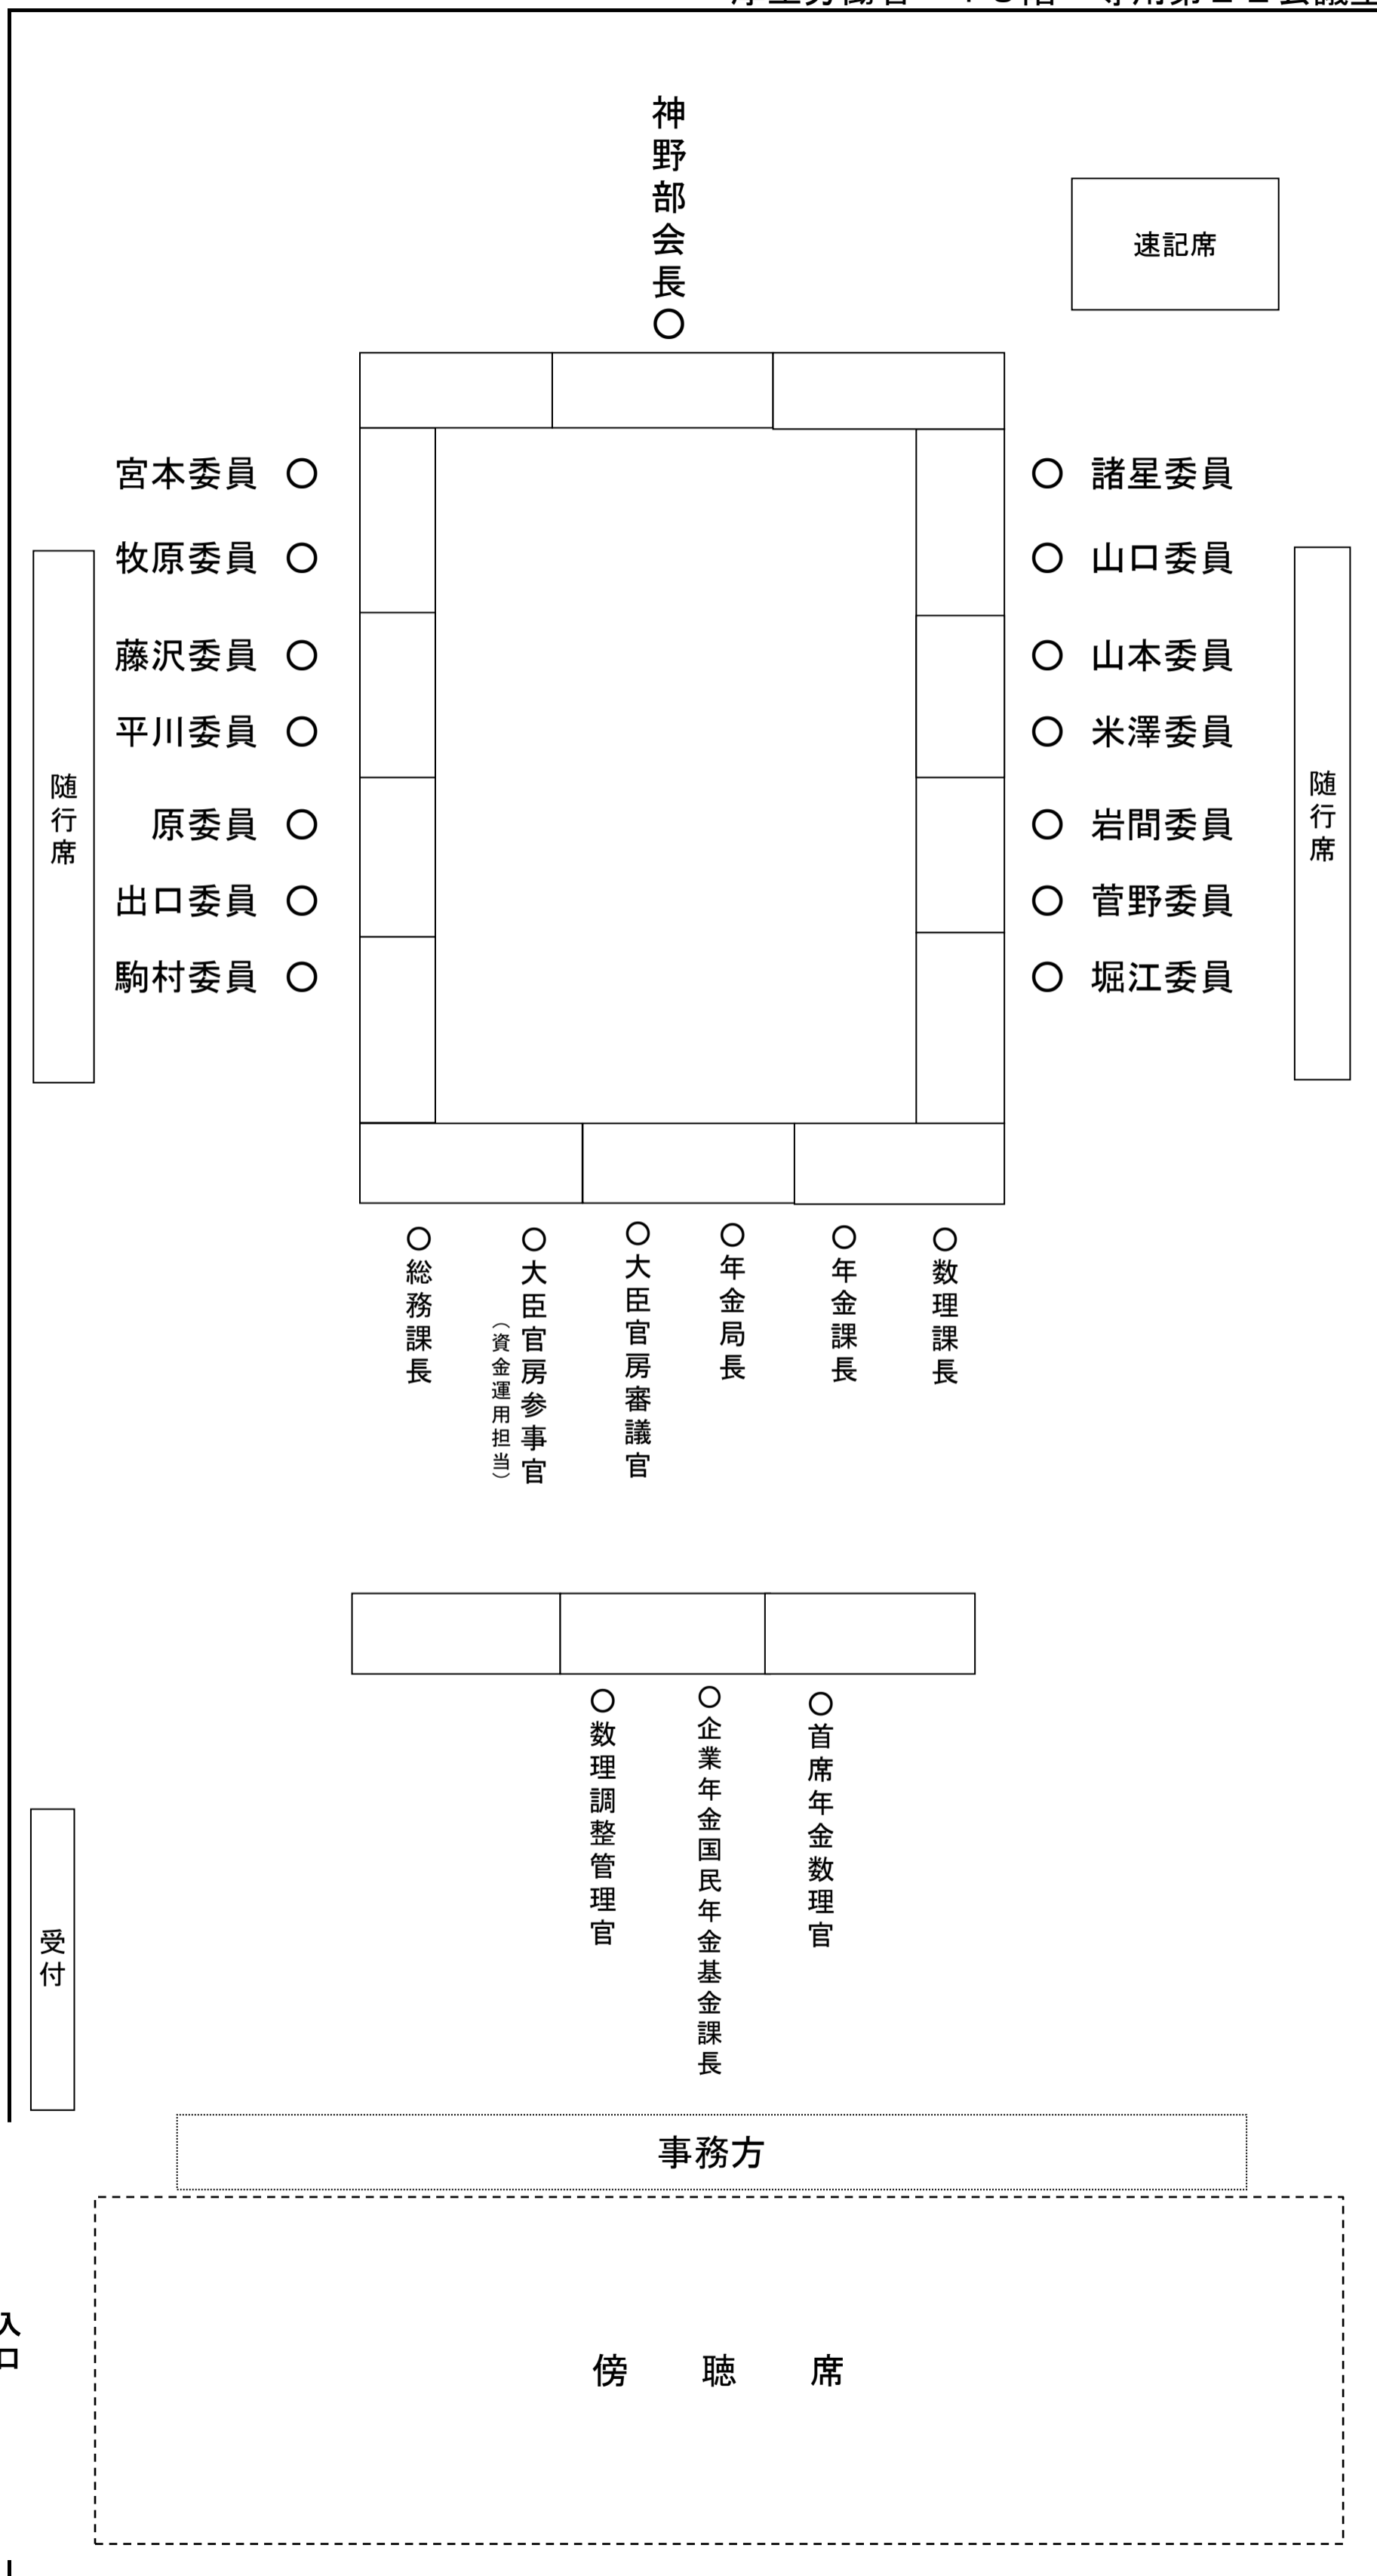 神野部会長○
速記席
宮本委員 ○
牧原委員 ○
藤沢委員 ○
平川委員 ○
原委員 ○
出口委員 ○
駒村委員 ○
○ 諸星委員
○ 山口委員
○ 山本委員
○ 米澤委員
○ 岩間委員
○ 菅野委員
○ 堀江委員
随行席
随行席
○総務課長
○大臣官房参事官
（資金運用担当）
○大臣官房審議官
○年金局長
○年金課長
○数理課長
○数理調整管理官
○企業年金国民年金基金課長
○首席年金数理官
受付
事務方
入口
傍 聴 席